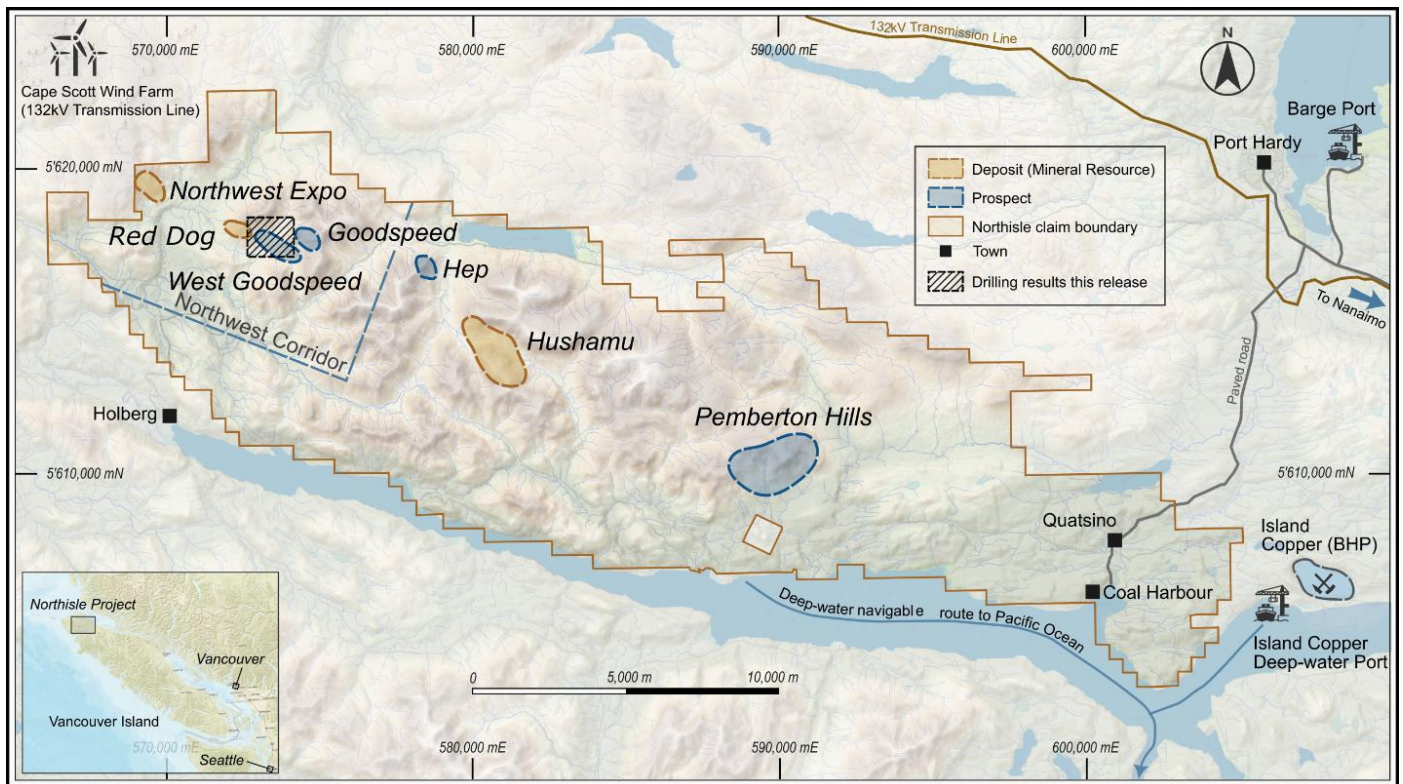 570,000 mE
580,000 mE
590,000 mE
600,000 mE
132kV Transmission Line
N
Cape Scott Wind Farm
(132kV Transmission Line)
Barge Port
Port Hardy
5'620,000 mN
Deposit (Mineral Resource)
Prospect
Northisle claim boundary
Town
Drilling results this release
Northwest Expo
Red Dog
Goodspeed
West Goodspeed
Hep
Northwest Corridor
Hushamu
To Nanaimo
Paved road
Holberg
Pemberton Hills
5'610,000 mN
5'610,000 mN
Quatsino
Island
Copper (BHP)
Coal Harbour
Deep-water navigable route to Pacific Ocean
Island Copper
Deep-water Port
Northisle Project
Vancouver
Vancouver Island
Seattle
0
5,000 m
10,000 m
570,000 mE
580,000 mE
590,000 mE
600,000 mE